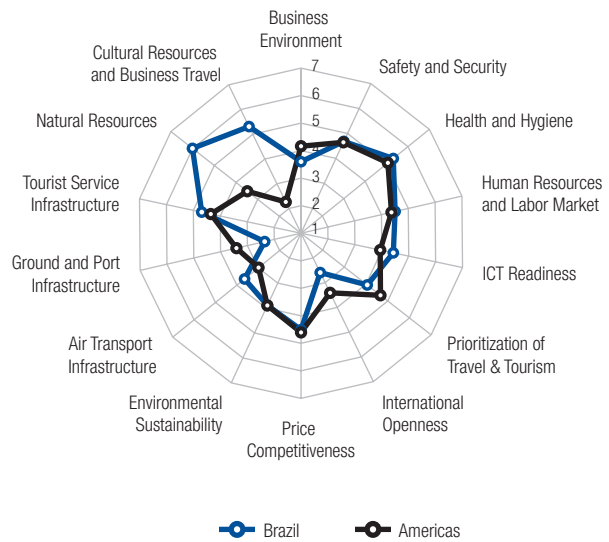 Business
Environment
Cultural Resources
and Business Travel
Safety and Security
Natural Resources
Health and Hygiene
Tourist Service
Infrastructure
Human Resources
and Labor Market
Ground and Port
Infrastructure
ICT Readiness
Air Transport
Infrastructure
Prioritization of
Travel & Tourism
Environmental
Sustainability
International
Openness
Price
Competitiveness
7
6
5
4
3
2
1
Brazil
Americas